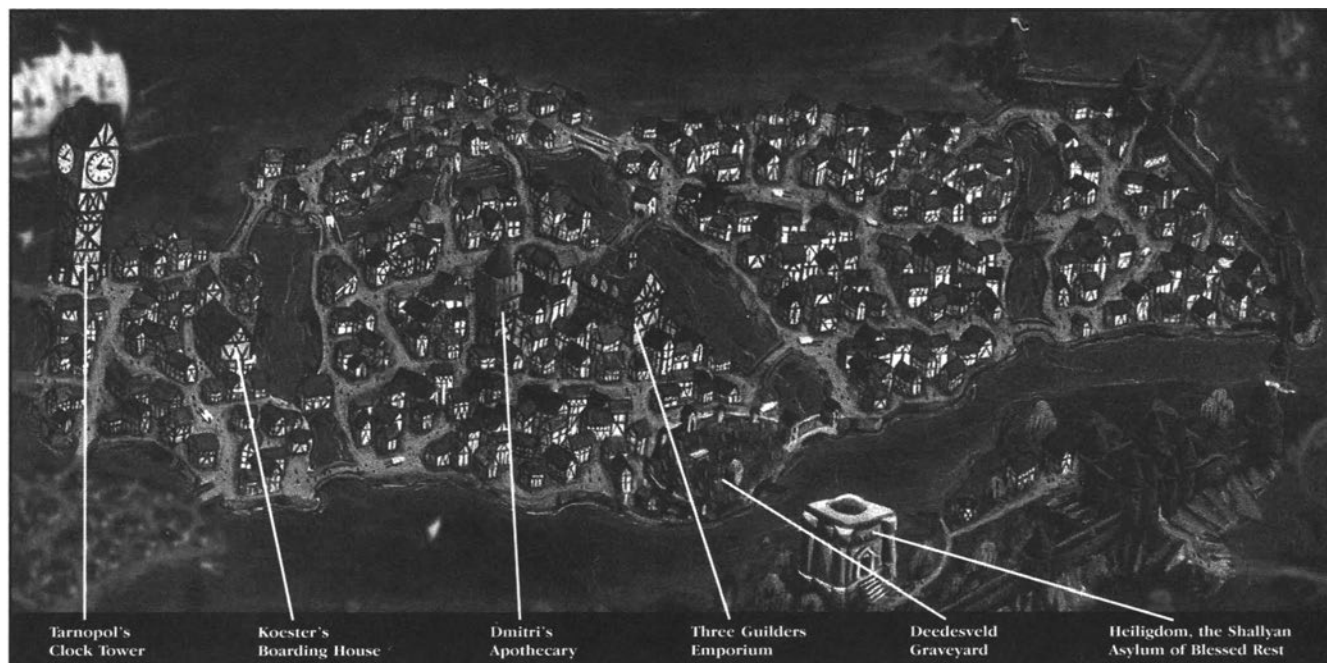 Tarnopol's
Clock Tower
Koester's
Boarding House
Dmitri's
Apothecary
Three Guilders
Emporium
Deedesveld
Graveyard
Heiligdom, the Shallyan
Asylum of Blessed Rest